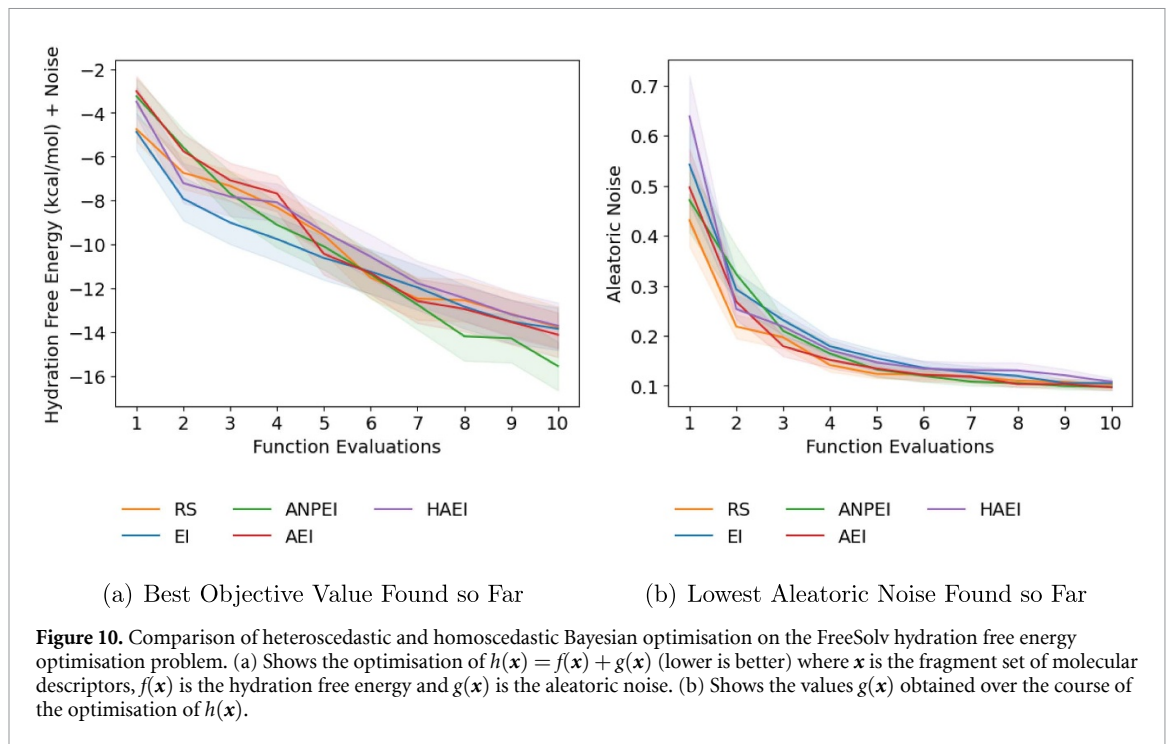 Hydration Free Energy (kcal/mol) + Noise
−2
−4
−6
−8
−10
−12
−14
−16
1 2 3 4 5 6 7 8 9 10
Function Evaluations
RS ANPEI HAEI
EI AEI
(a) Best Objective Value Found so Far
Aleatoric Noise
0.7
0.6
0.5
0.4
0.3
0.2
0.1
1 2 3 4 5 6 7 8 9 10
Function Evaluations
RS ANPEI HAEI
EI AEI
(b) Lowest Aleatoric Noise Found so Far
Figure 10. Comparison of heteroscedastic and homoscedastic Bayesian optimisation on the FreeSolv hydration free energy
optimisation problem. (a) Shows the optimisation of h(x) = f(x) + g(x) (lower is better) where x is the fragment set of molecular
descriptors, f(x) is the hydration free energy and g(x) is the aleatoric noise. (b) Shows the values g(x) obtained over the course of
the optimisation of h(x).